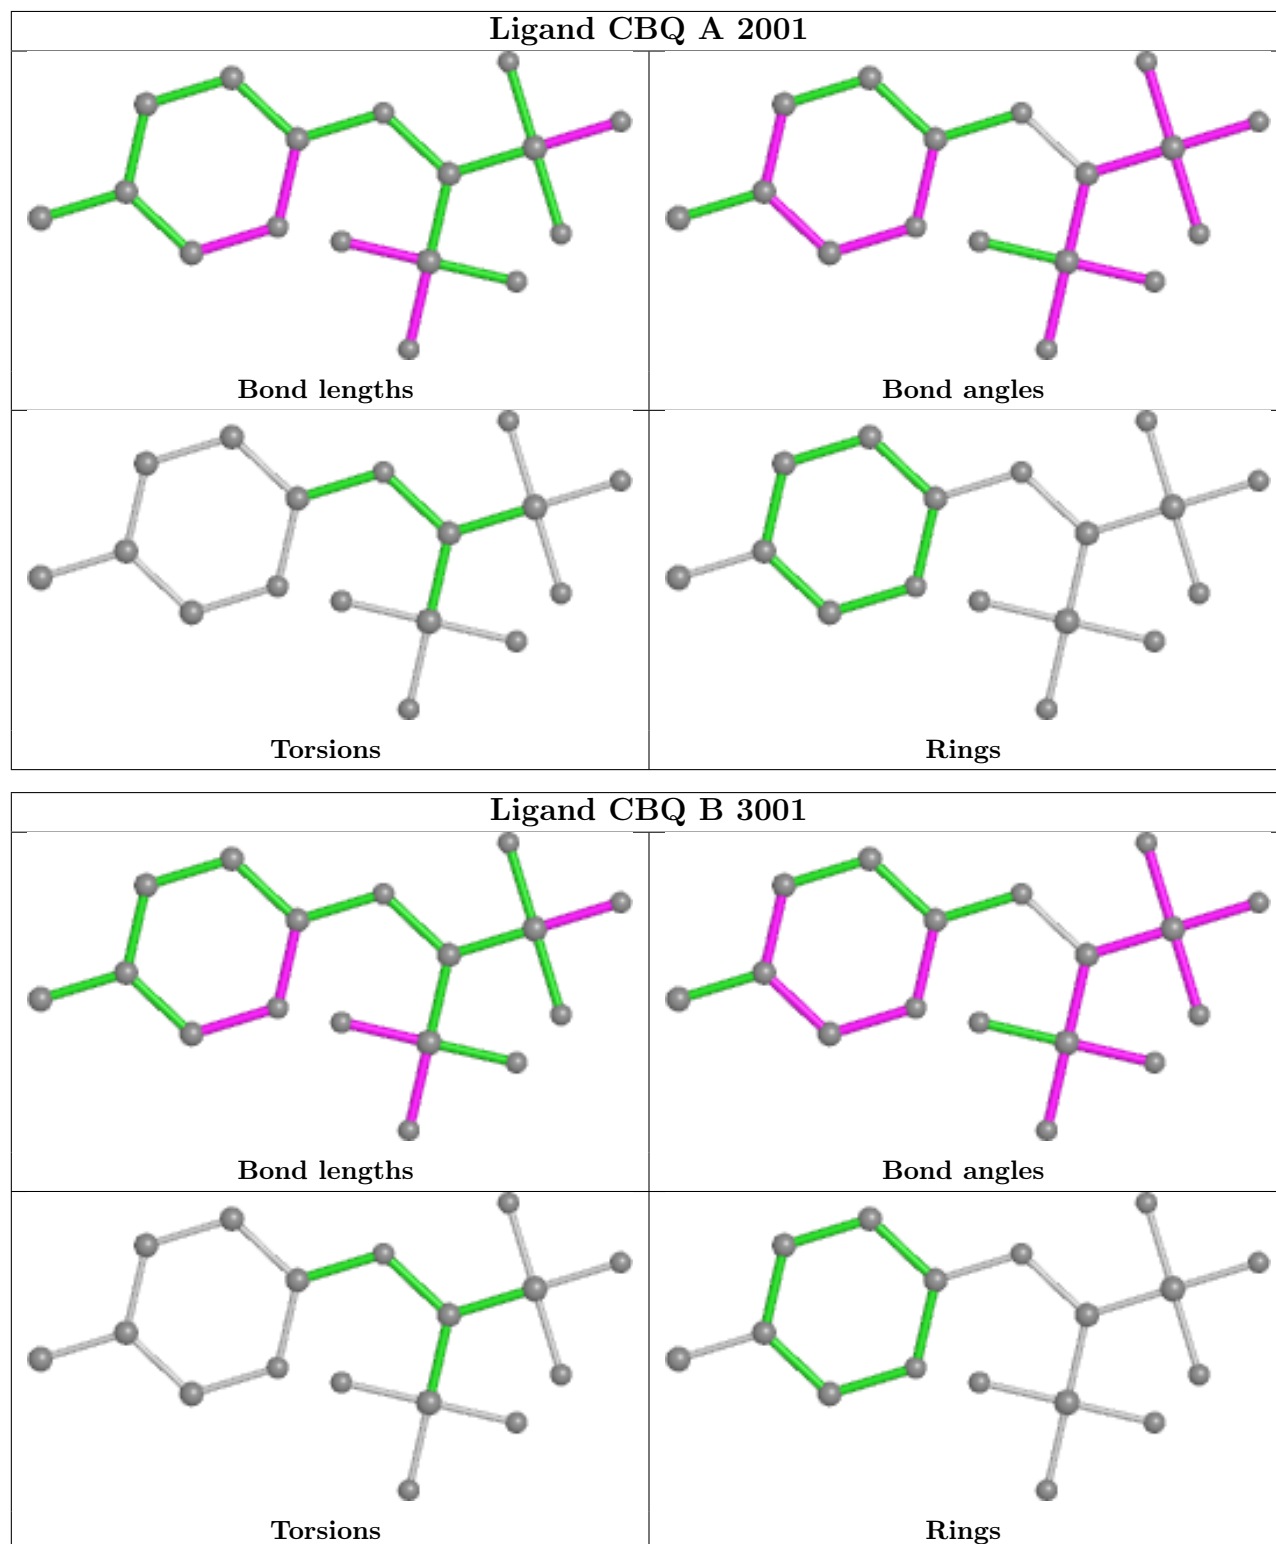 Ligand CBQ A 2001
Bond lengths
Bond angles
Torsions
Rings
Ligand CBQ B 3001
Bond lengths
Bond angles
Torsions
Rings